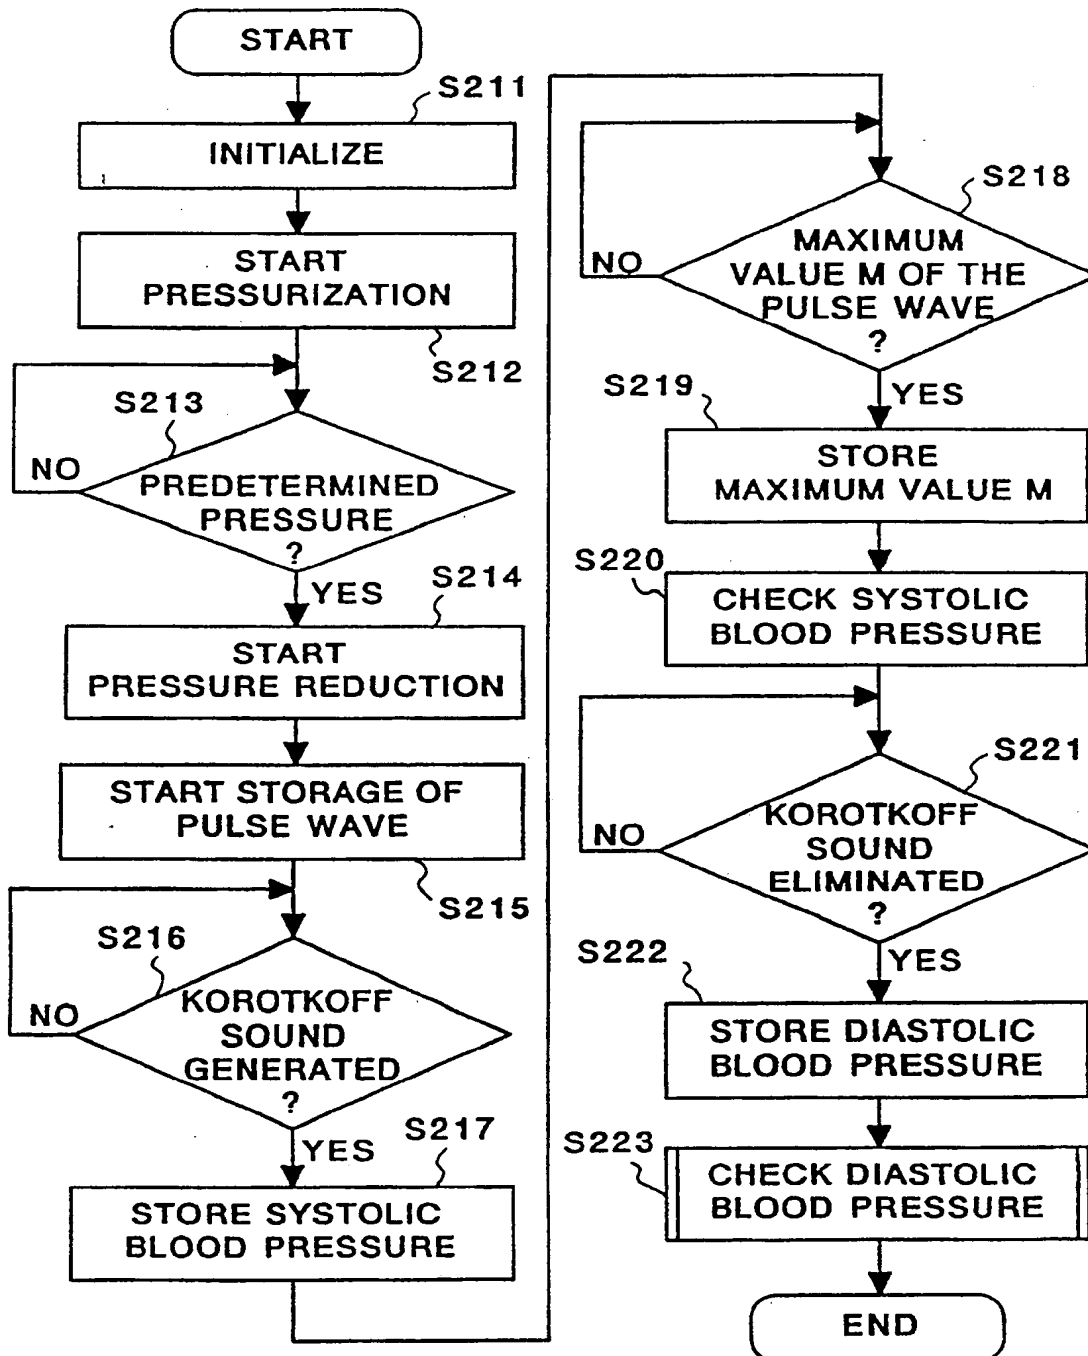 START
S211
INITIALIZE
START
PRESSURIZATION
S212
S213
NO
PREDETERMINED
PRESSURE
?
YES
S214
START
PRESSURE REDUCTION
START STORAGE OF
PULSE WAVE
S215
S216
NO
KOROTKOFF
SOUND
GENERATED
?
YES
S217
STORE SYSTOLIC
BLOOD PRESSURE
S218
NO
MAXIMUM
VALUE M OF THE
PULSE WAVE
?
YES
S219
STORE
MAXIMUM VALUE M
S220
CHECK SYSTOLIC
BLOOD PRESSURE
S221
NO
KOROTKOFF
SOUND
ELIMINATED
?
YES
S222
STORE DIASTOLIC
BLOOD PRESSURE
S223
CHECK DIASTOLIC
BLOOD PRESSURE
END